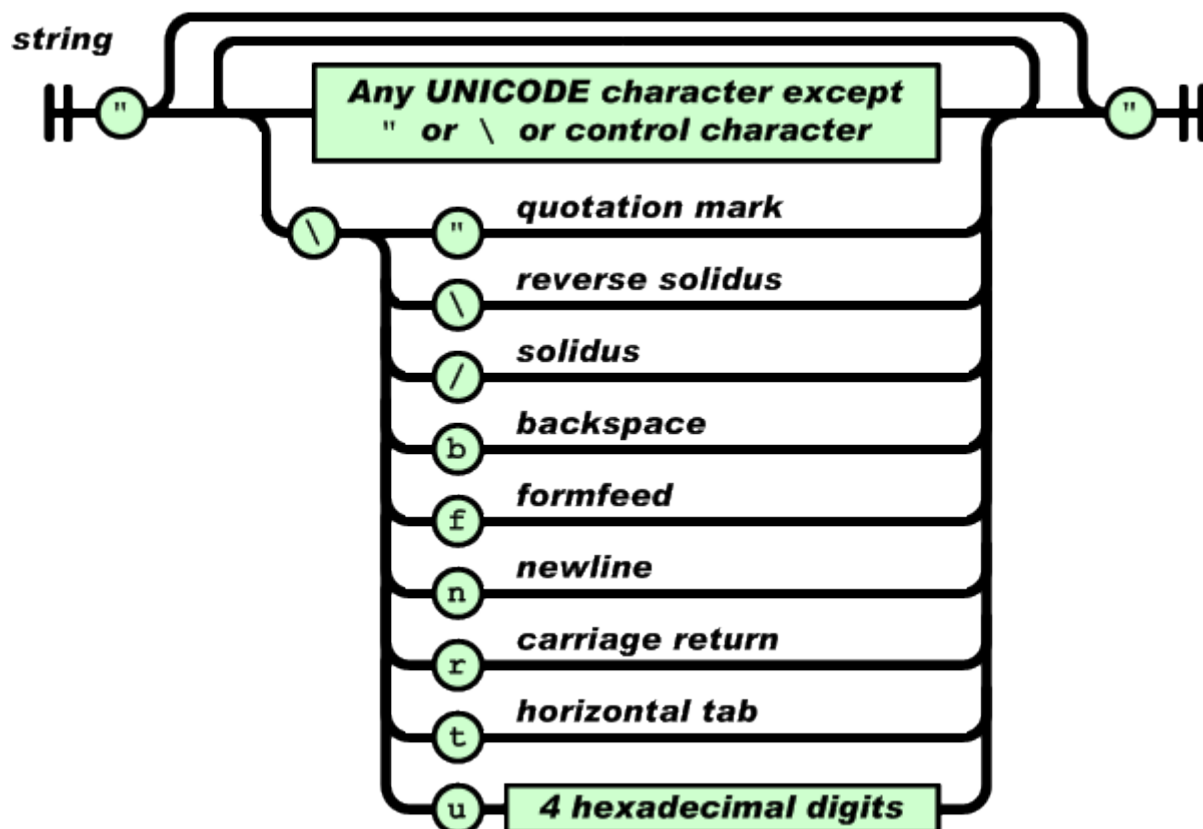 string
"
Any UNICODE character except
" or \ or control character
"
\
" quotation mark
\ reverse solidus
/ solidus
b backspace
f formfeed
n newline
r carriage return
t horizontal tab
u 4 hexadecimal digits